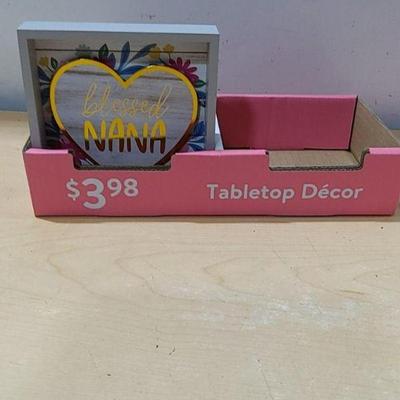 blessed
NANA
$3.98
Tabletop Décor